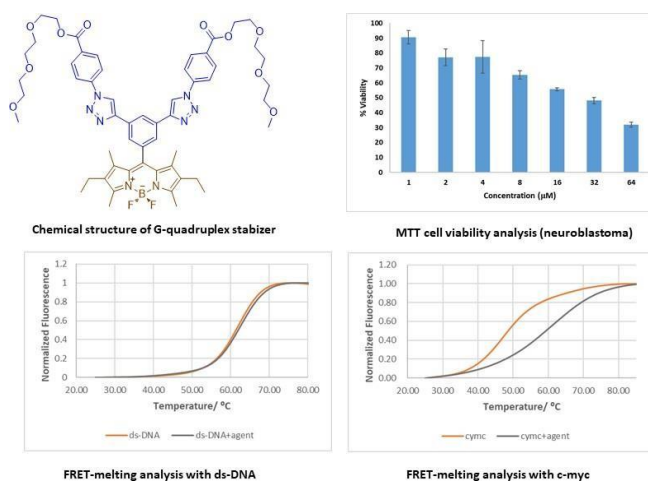 O O O O
O O
O O
O O
N N
N N
N N
O O
N+ B− N
F F
Chemical structure of G-quadruplex stabizer
100
90
80
70
60
50
40
30
20
10
0
% Viability
1 2 4 8 16 32 64
Concentration (µM)
MTT cell viability analysis (neuroblastoma)
1.2
1
0.8
0.6
0.4
0.2
0
Normalized Fluorescence
20.00 30.00 40.00 50.00 60.00 70.00 80.00
Temperature/ ⁰C
ds-DNA ds-DNA+agent
FRET-melting analysis with ds-DNA
1.20
1.00
0.80
0.60
0.40
0.20
0.00
Normalized Fluorescence
20.00 30.00 40.00 50.00 60.00 70.00 80.00
Temperature/ ⁰C
cymc cymc+agent
FRET-melting analysis with c-myc